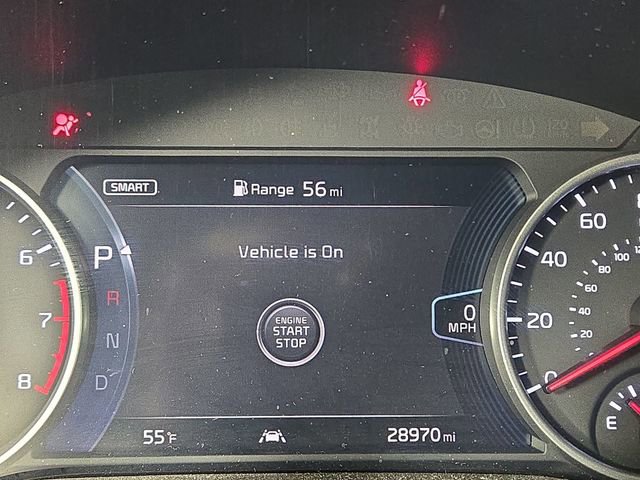 SMART
Range 56 mi
Vehicle is On
ENGINE
START
STOP
P
R
N
D
6
7
8
0
MPH
0
20
40
60
20
40
60
80
100
E
55°F
28970 mi